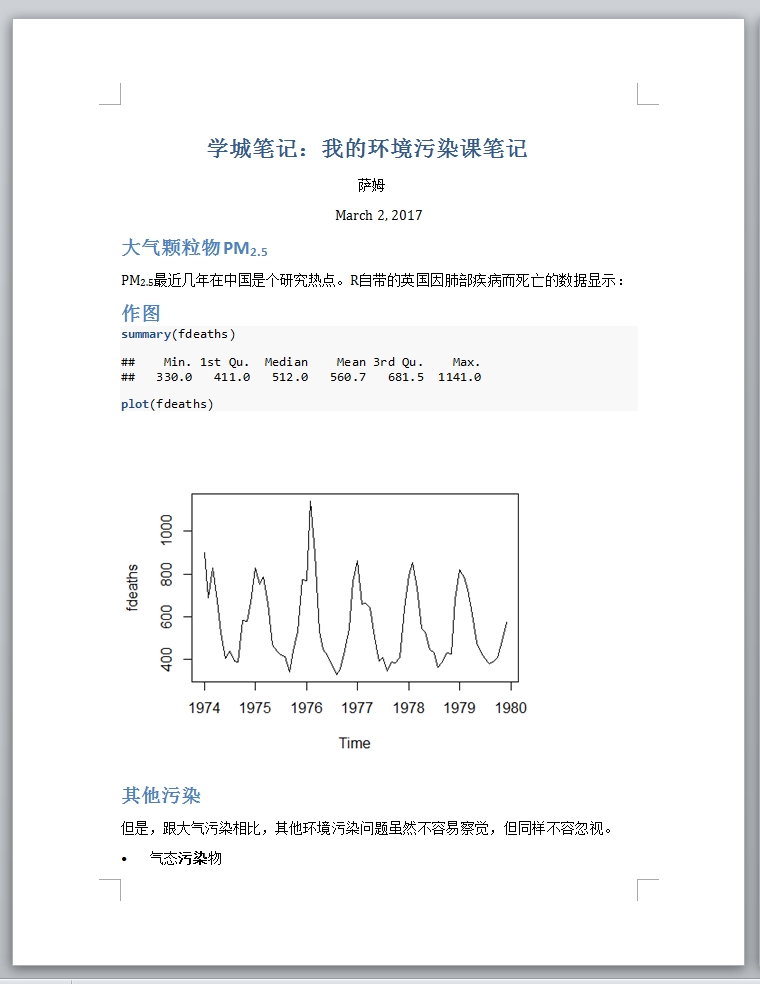 学城笔记：我的环境污染课笔记
萨姆
March 2, 2017
大气颗粒物PM2.5
PM2.5最近几年在中国是个研究热点。R自带的英国因肺部疾病而死亡的数据显示：
作图
summary(fdeaths)
##    Min. 1st Qu.  Median    Mean 3rd Qu.    Max.
##   330.0   411.0   512.0   560.7   681.5  1141.0
plot(fdeaths)
1000
800
600
400
fdeaths
1974 1975 1976 1977 1978 1979 1980
Time
其他污染
但是，跟大气污染相比，其他环境污染问题虽然不容易察觉，但同样不容忽视。
• 气态污染物